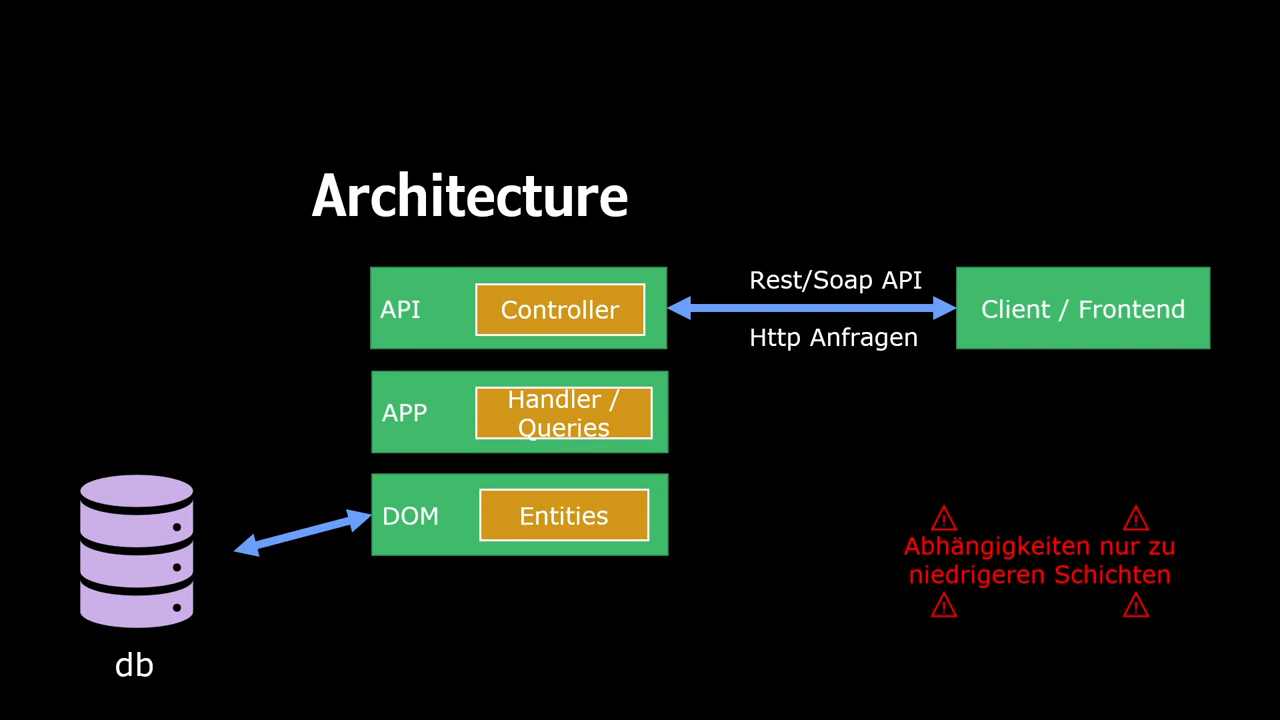 Architecture
API
Controller
Rest/Soap API
Http Anfragen
Client / Frontend
APP
Handler /
Queries
DOM
Entities
Abhängigkeiten nur zu
niedrigeren Schichten
db